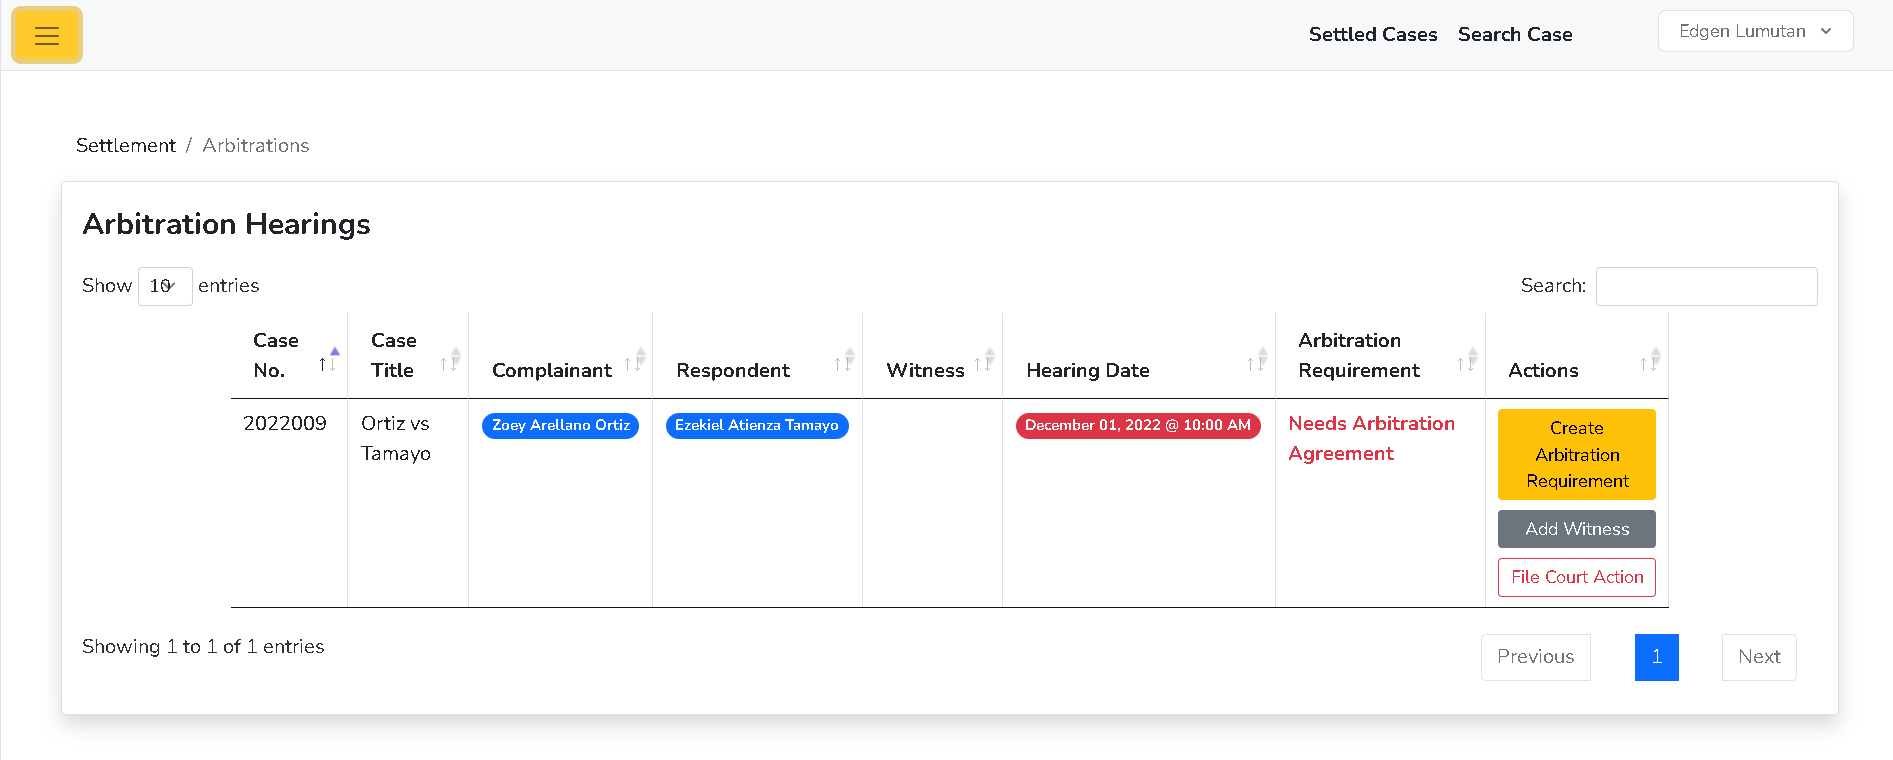 Settled Cases Search Case Edgen Lumutan
Settlement / Arbitrations
Arbitration Hearings
Show 10 entries Search:
Case No. Case Title Complainant Respondent Witness Hearing Date Arbitration Requirement Actions
2022009 Ortiz vs Tamayo Zoey Arellano Ortiz Ezekiel Atienza Tamayo December 01, 2022 @ 10:00 AM Needs Arbitration Agreement
Create
Arbitration
Requirement
Add Witness
File Court Action
Showing 1 to 1 of 1 entries Previous 1 Next